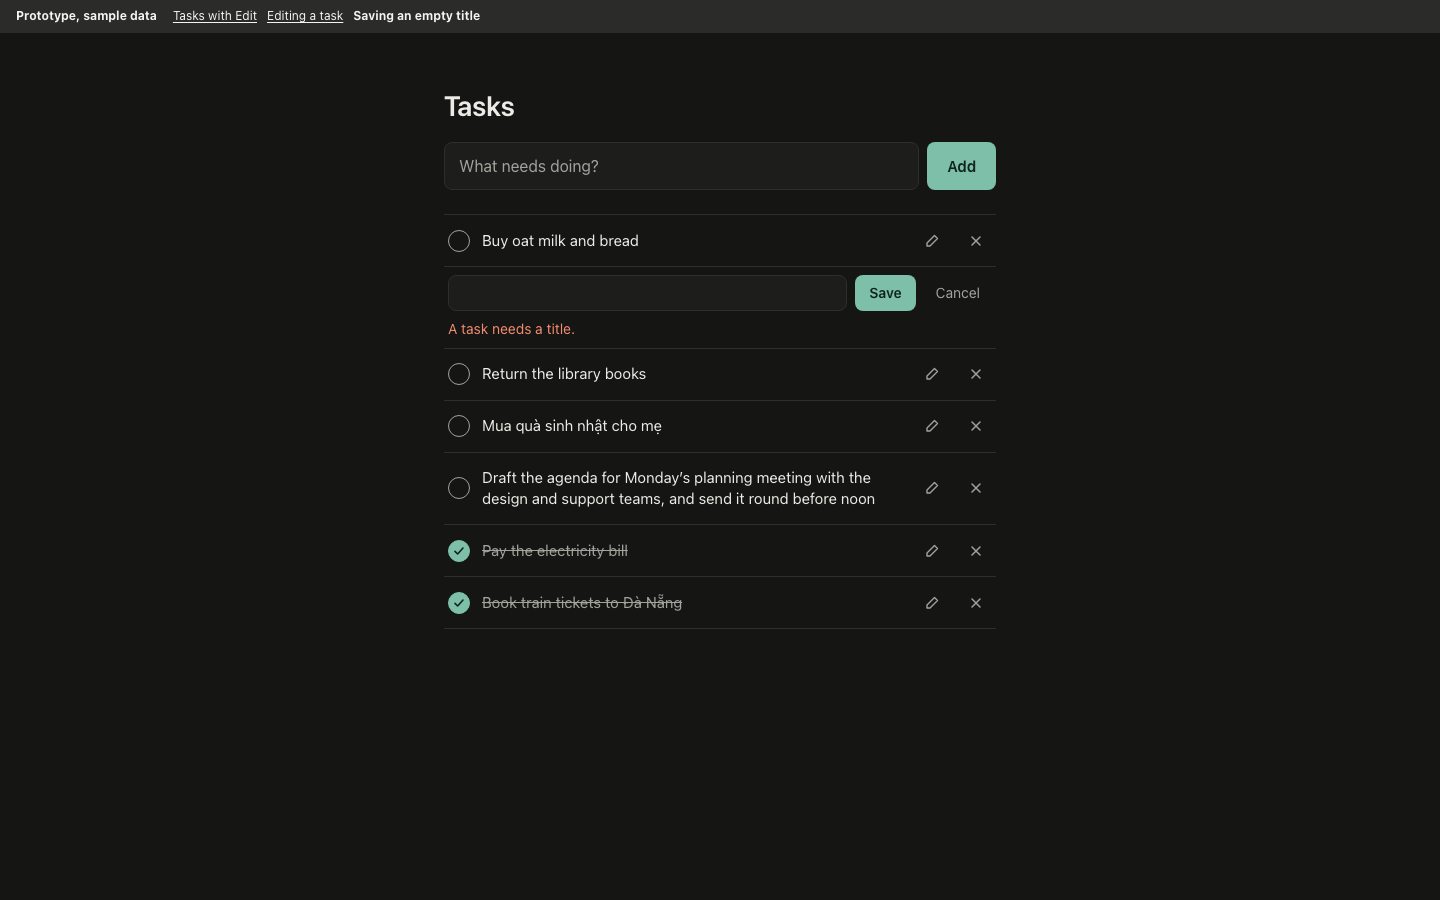 Prototype, sample data Tasks with Edit Editing a task Saving an empty title
Tasks
What needs doing? Add
Buy oat milk and bread
Save Cancel
A task needs a title.
Return the library books
Mua quà sinh nhật cho mẹ
Draft the agenda for Monday’s planning meeting with the
design and support teams, and send it round before noon
Pay the electricity bill
Book train tickets to Đà Nẵng